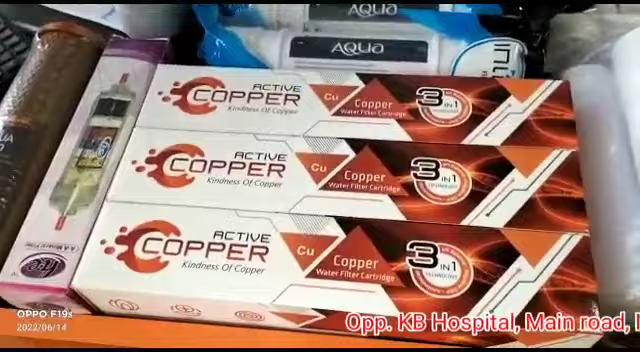 AQUA
AQUA
ACTIVE
COPPER
Kindness Of Copper
Cu
Copper
Water Filter Cartridge
3 IN 1
ACTIVE
COPPER
Kindness Of Copper
Cu
Copper
Water Filter Cartridge
3 IN 1
ACTIVE
COPPER
Kindness Of Copper
Cu
Copper
Water Filter Cartridge
3 IN 1
TECHNOLOGY
OPPO F19s
2022/06/14
Opp. KB Hospital, Main road,